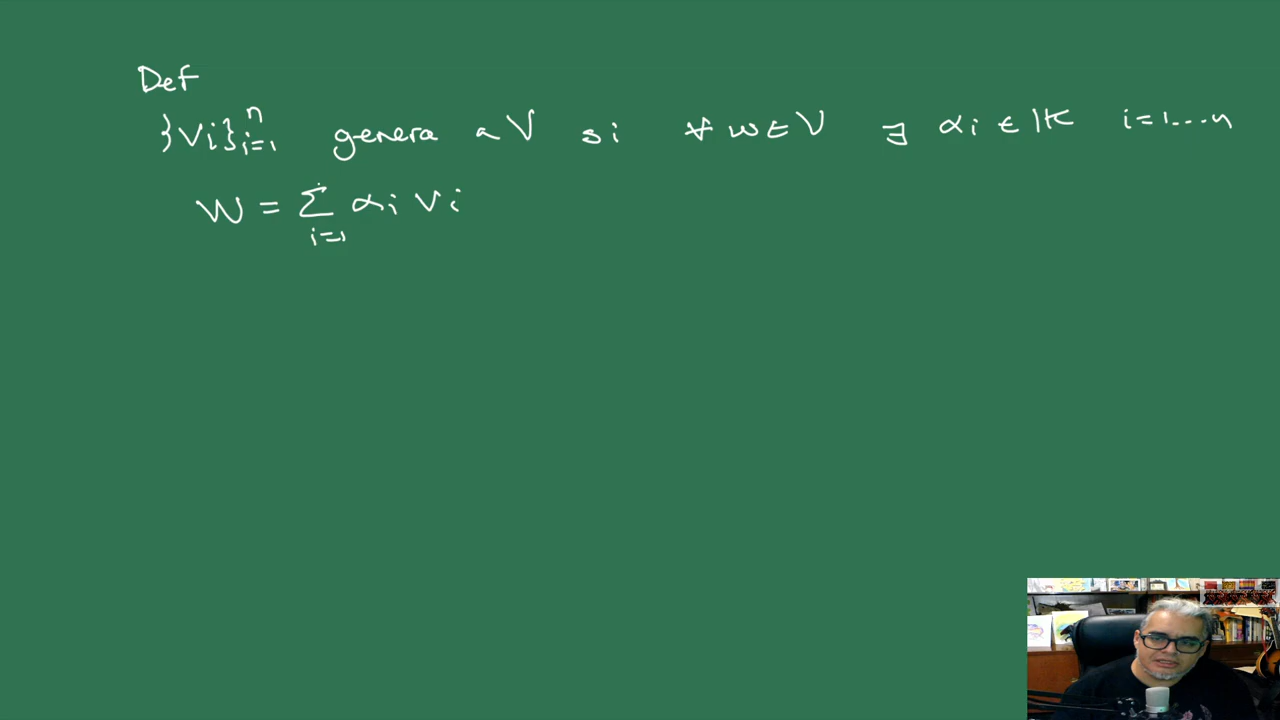 Def
}Vi}ⁿᵢ₌₁ genera a V si ∀ w ∈ V ∃ αi ∈ K i=1...n
W = Σᵢ₌₁ αi Vi